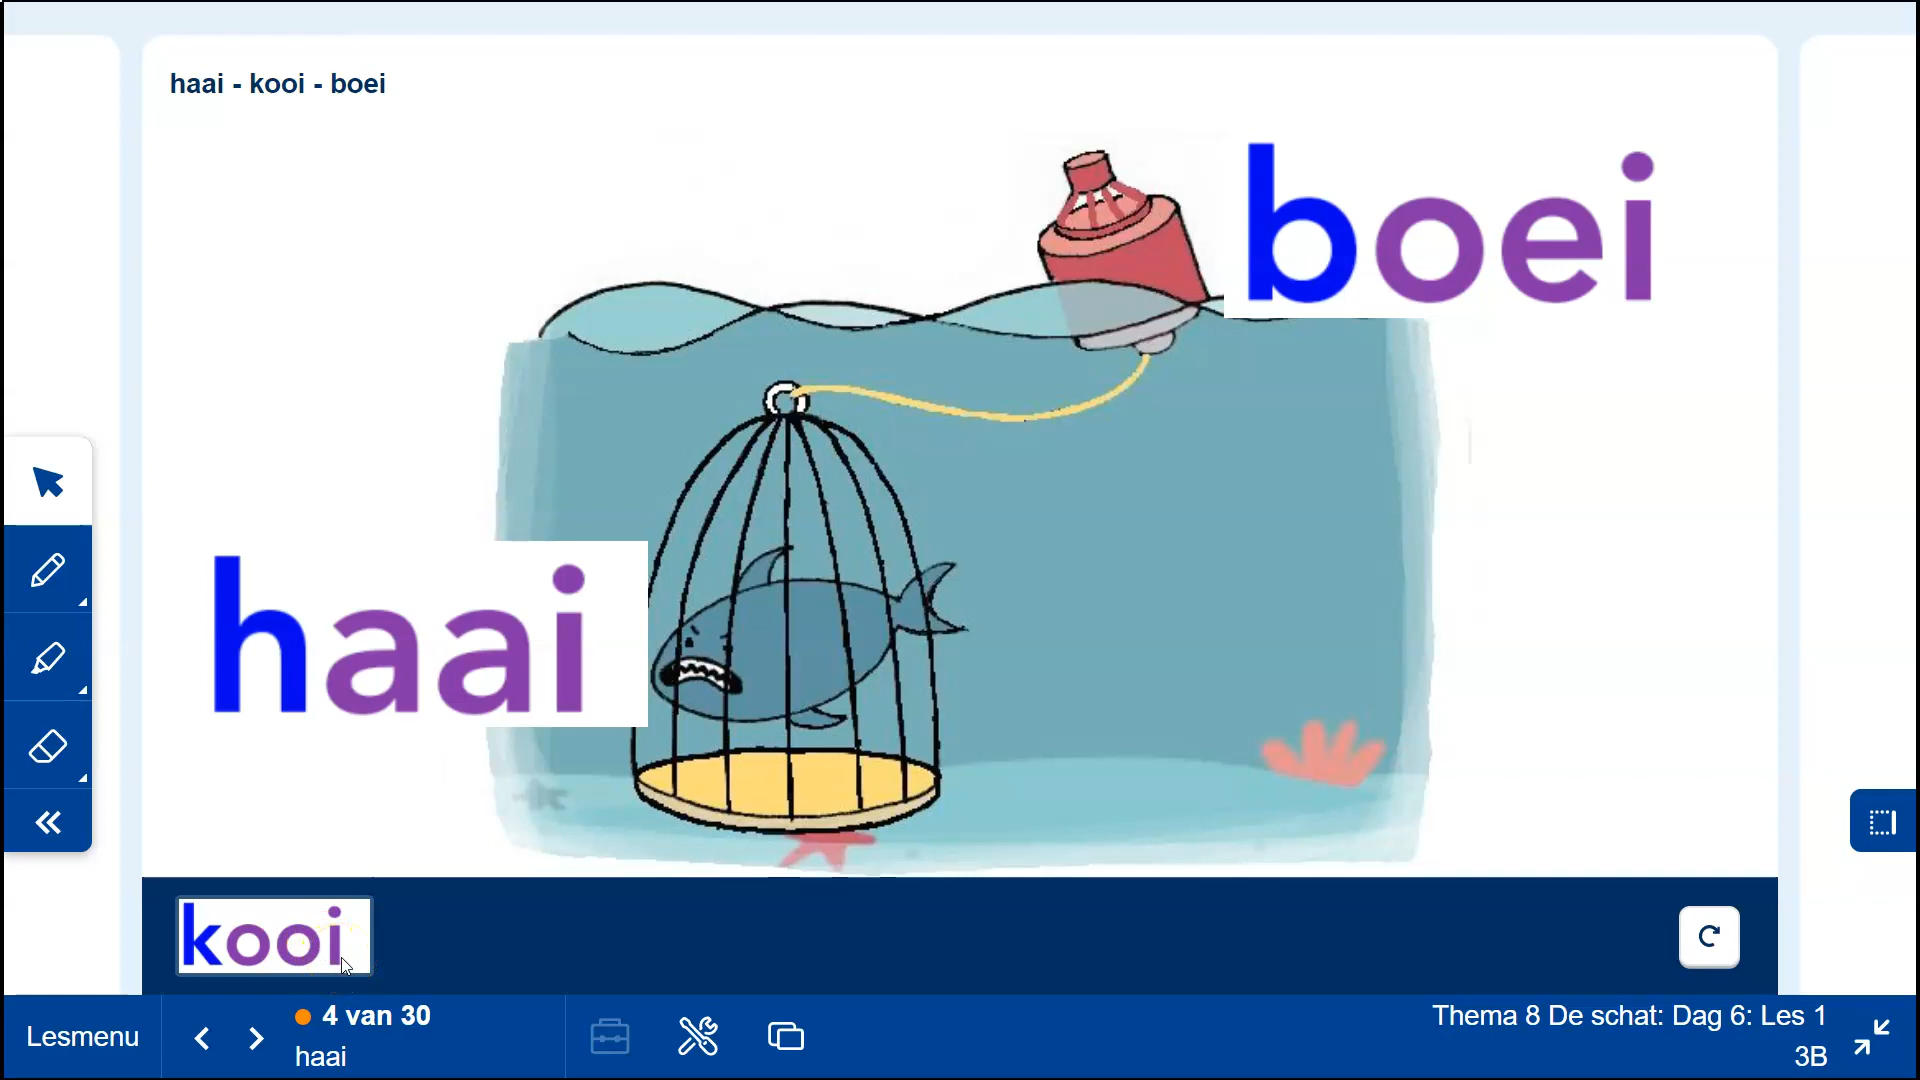 haai - kooi - boei
boei
haai
kooi
Lesmenu
4 van 30
haai
Thema 8 De schat: Dag 6: Les 1
3B